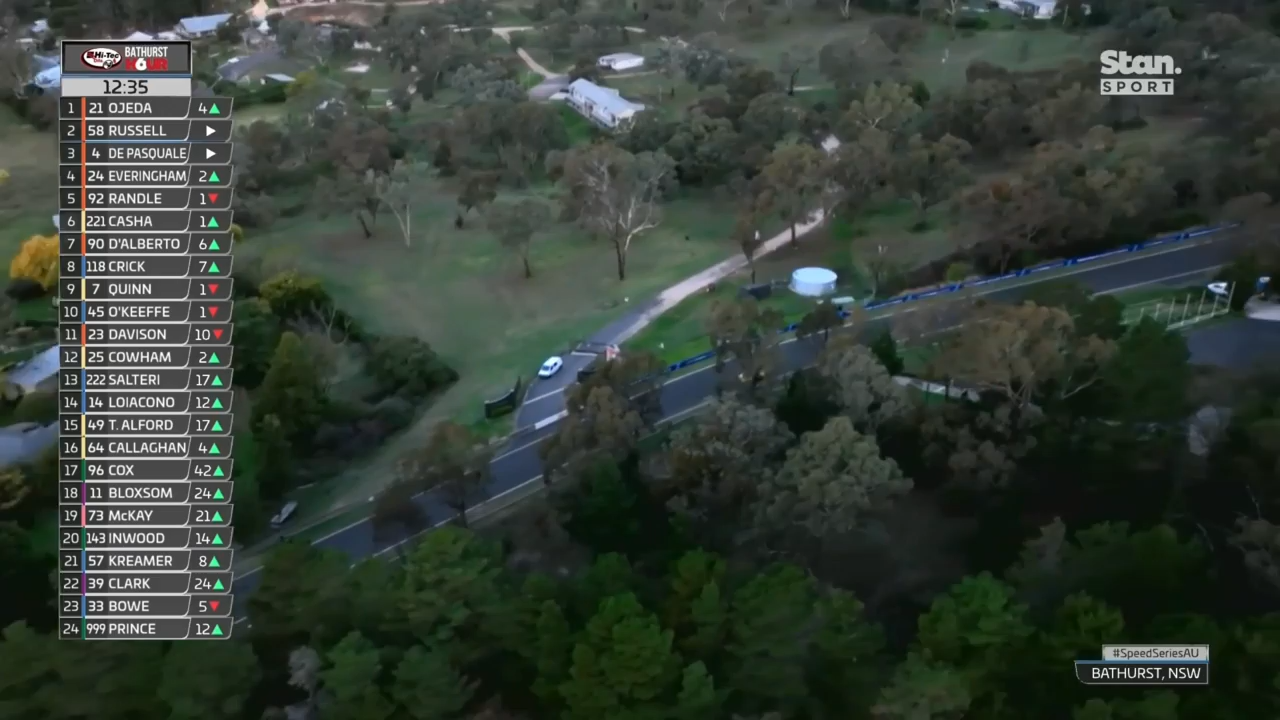 Hi-Tec
BATHURST
6 HOUR
12:35
1 21 OJEDA 4
2 58 RUSSELL
3 4 DE PASQUALE
4 24 EVERINGHAM 2
5 92 RANDLE 1
6 221 CASHA 1
7 90 D'ALBERTO 6
8 118 CRICK 7
9 7 QUINN 1
10 45 O'KEEFFE 1
11 23 DAVISON 10
12 25 COWHAM 2
13 222 SALTERI 17
14 14 LOIACONO 12
15 49 T. ALFORD 17
16 64 CALLAGHAN 4
17 96 COX 42
18 11 BLOXSOM 24
19 73 McKAY 21
20 143 INWOOD 14
21 57 KREAMER 8
22 39 CLARK 24
23 33 BOWE 5
24 999 PRINCE 12
Stan.
SPORT
#SpeedSeriesAU
BATHURST, NSW